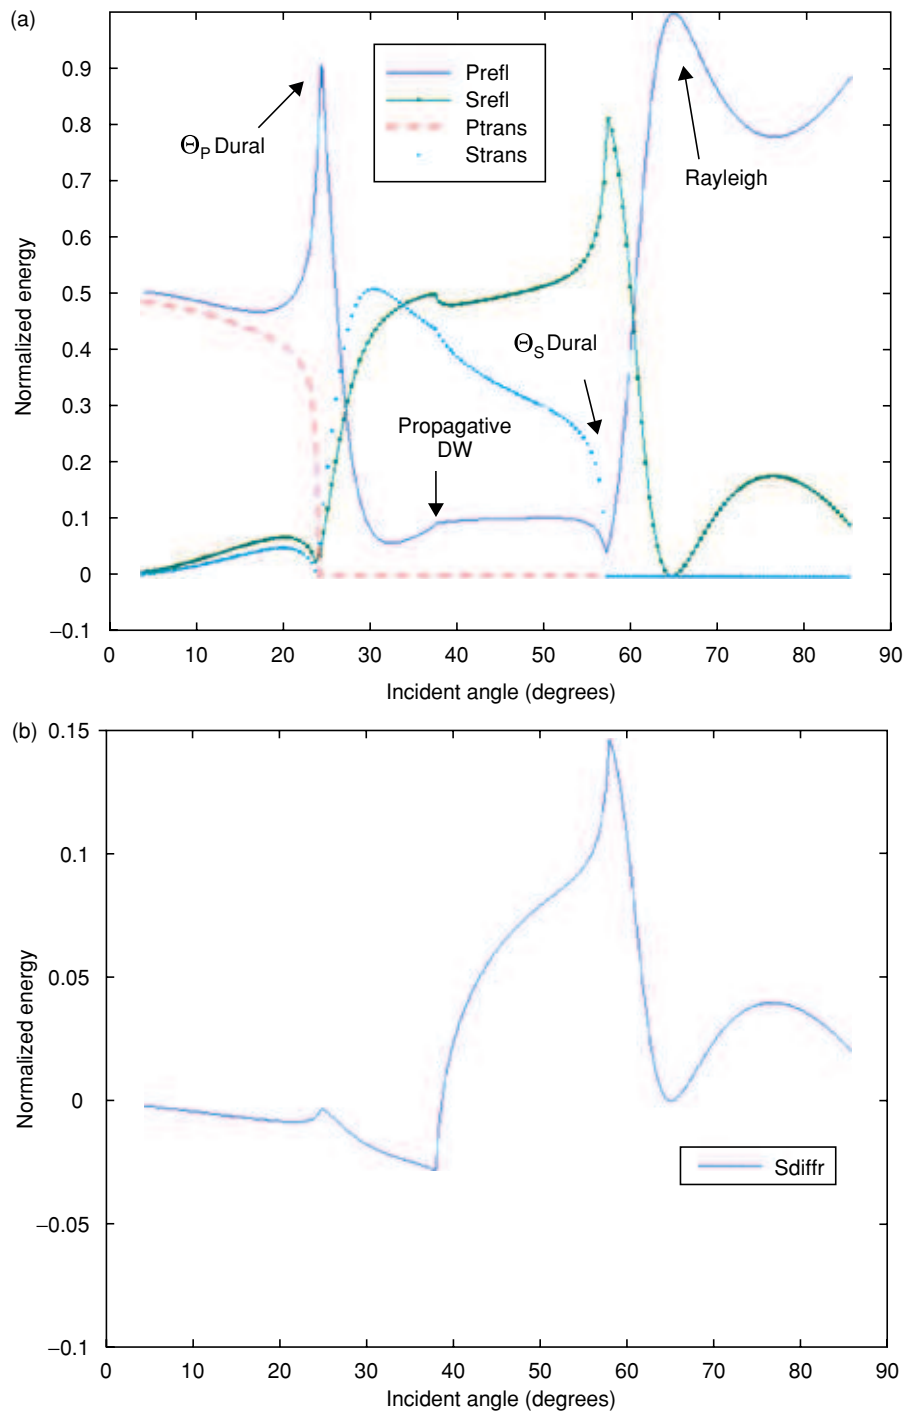 (a)
0.9
0.8
0.7
0.6
0.5
0.4
0.3
0.2
0.1
0
−0.1
Normalized energy
Prefl
Srefl
Ptrans
Strans
ΘP Dural
Rayleigh
ΘS Dural
Propagative
DW
0 10 20 30 40 50 60 70 80 90
Incident angle (degrees)
(b)
0.15
0.1
0.05
0
−0.05
−0.1
Normalized energy
Sdiffr
0 10 20 30 40 50 60 70 80 90
Incident angle (degrees)